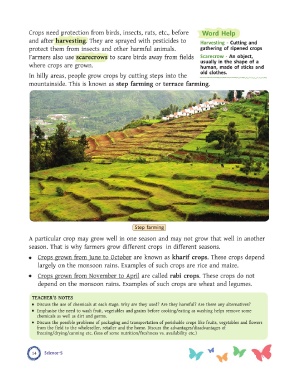 Crops need protection from birds, insects, rats, etc., before
and after harvesting. They are sprayed with pesticides to
protect them from insects and other harmful animals.
Farmers also use scarecrows to scare birds away from fields
where crops are grown.
In hilly areas, people grow crops by cutting steps into the
mountainside. This is known as step farming or terrace farming.
Word Help
Harvesting - Cutting and
gathering of ripened crops
Scarecrow - An object,
usually in the shape of a
human, made of sticks and
old clothes.
Step farming
A particular crop may grow well in one season and may not grow that well in another
season. That is why farmers grow different crops in different seasons.
• Crops grown from June to October are known as kharif crops. These crops depend
largely on the monsoon rains. Examples of such crops are rice and maize.
• Crops grown from November to April are called rabi crops. These crops do not
depend on the monsoon rains. Examples of such crops are wheat and legumes.
TEACHER'S NOTES
• Discuss the use of chemicals at each stage. Why are they used? Are they harmful? Are there any alternatives?
• Emphasise the need to wash fruit, vegetables and grains before cooking/eating as washing helps remove some
chemicals as well as dirt and germs.
• Discuss the possible problems of packaging and transportation of perishable crops like fruits, vegetables and flowers
from the field to the wholesaler, retailer and the home. Discuss the advantages/disadvantages of
freezing/drying/canning etc. (loss of some nutrition/freshness vs. availability etc.)
14
Science-5